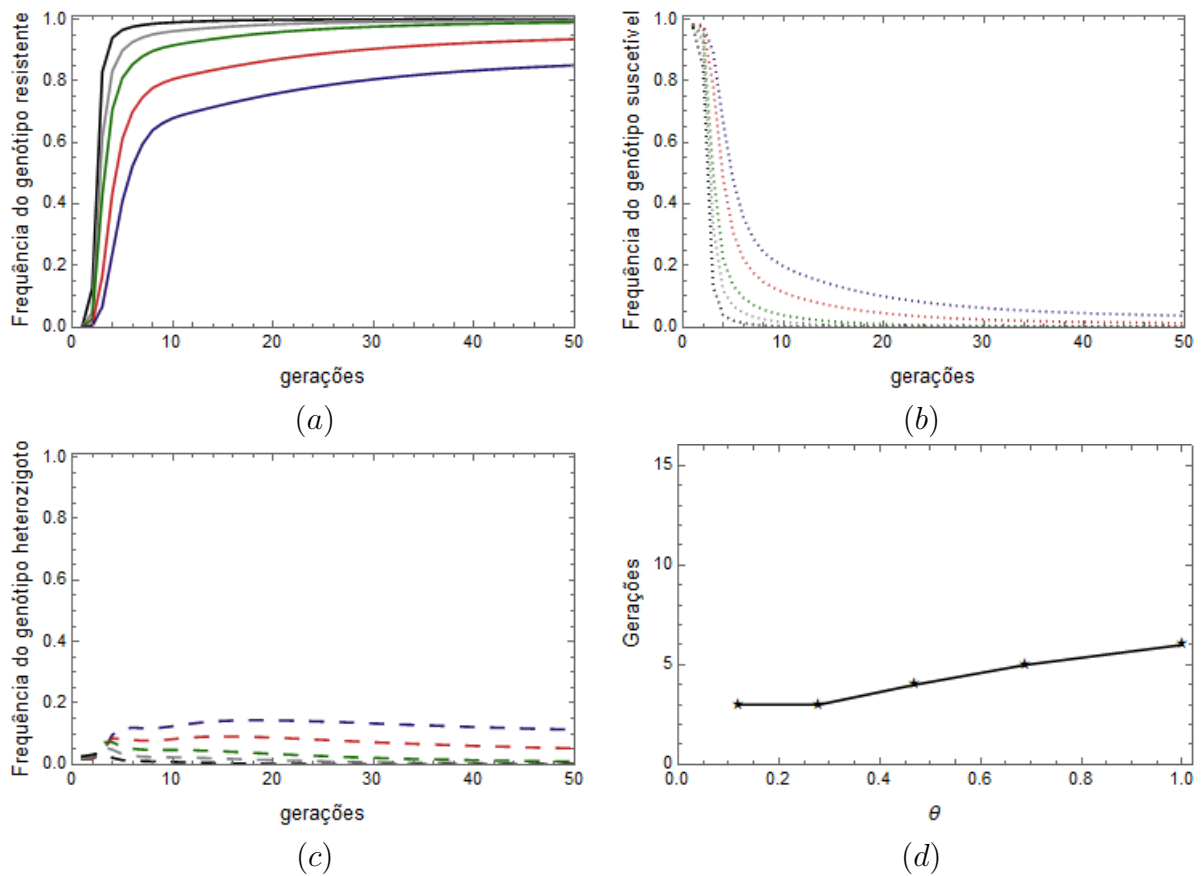 Frequência do genótipo resistente
1.0
0.8
0.6
0.4
0.2
0.0
0 10 20 30 40 50
gerações
(a)
Frequência do genótipo suscetível
1.0
0.8
0.6
0.4
0.2
0.0
0 10 20 30 40 50
gerações
(b)
Frequência do genótipo heterozigoto
1.0
0.8
0.6
0.4
0.2
0.0
0 10 20 30 40 50
gerações
(c)
Gerações
15
10
5
0
0.0 0.2 0.4 0.6 0.8 1.0
θ
(d)